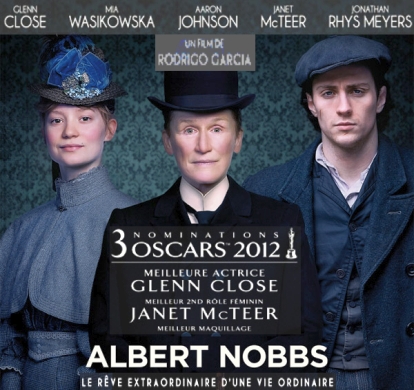 GLENN MIA AARON JANET JONATHAN
CLOSE WASIKOWSKA JOHNSON McTEER RHYS MEYERS
UN FILM DE
RODRIGO GARCIA
NOMINATIONS
3 OSCARS™ 2012
MEILLEURE ACTRICE
GLENN CLOSE
MEILLEUR 2ND RÔLE FÉMININ
JANET McTEER
MEILLEUR MAQUILLAGE
ALBERT NOBBS
LE RÊVE EXTRAORDINAIRE D'UNE VIE ORDINAIRE